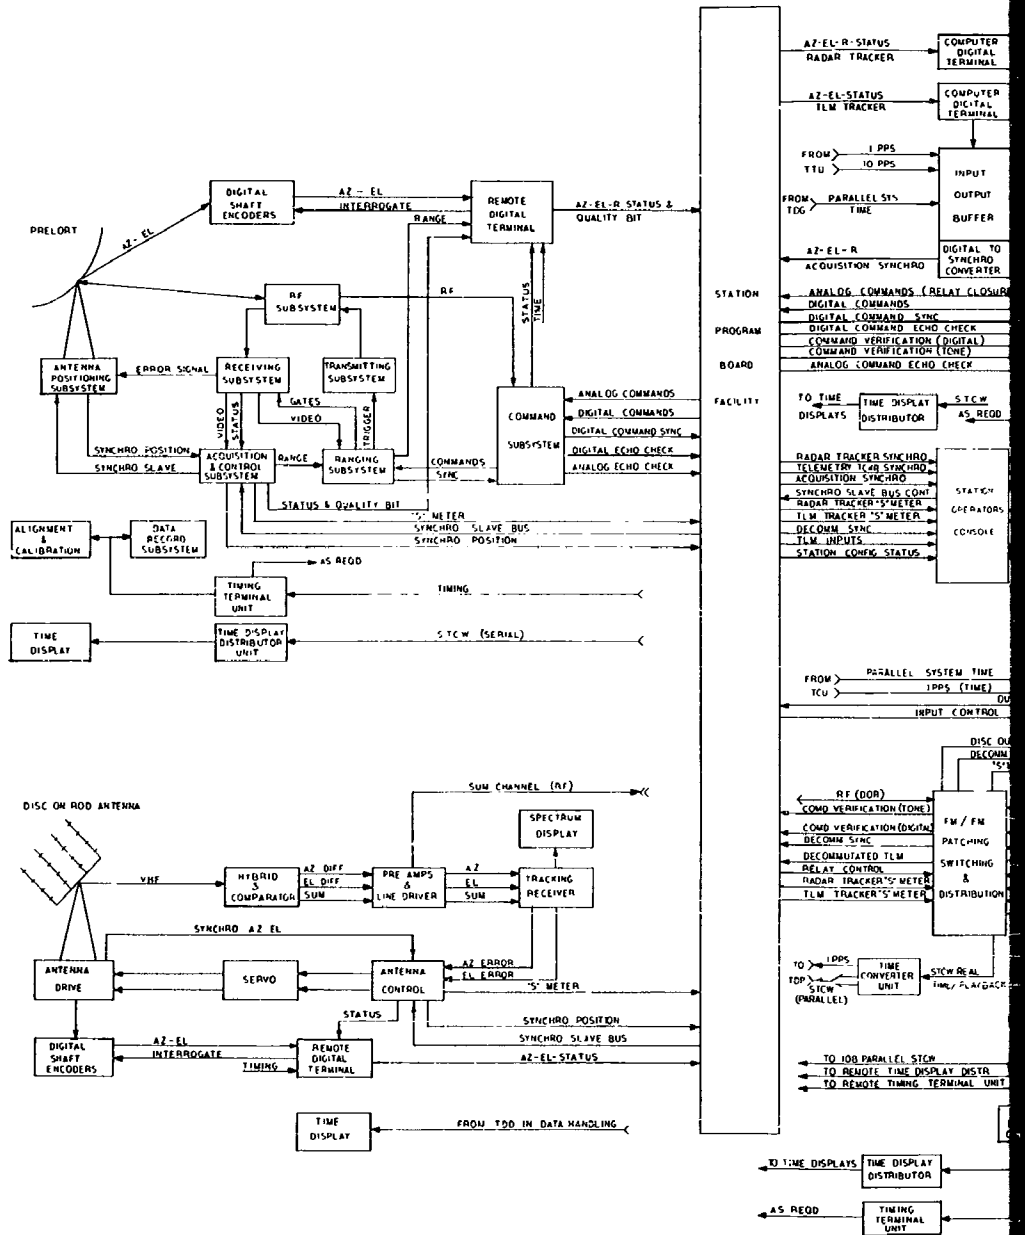 AZ-EL-R-STATUS
RADAR TRACKER
COMPUTER
DIGITAL
TERMINAL
AZ-EL-STATUS
TLM TRACKER
COMPUTER
DIGITAL
TERMINAL
FROM
TTU
1 PPS
10 PPS
INPUT
OUTPUT
BUFFER
FROM
TDG
PARALLEL SYS
TIME
AZ-EL-R
ACQUISITION SYNCHRO
DIGITAL TO
SYNCHRO
CONVERTER
PRELORT
AZ-EL
DIGITAL
SHAFT
ENCODERS
AZ-EL
INTERROGATE
RANGE
REMOTE
DIGITAL
TERMINAL
AZ-EL-R STATUS &
QUALITY BIT
RF
SUBSYSTEM
RF
STATUS
TIME
ANTENNA
POSITIONING
SUBSYSTEM
ERROR SIGNAL
RECEIVING
SUBSYSTEM
TRANSMITTING
SUBSYSTEM
VIDEO
STATUS
GATES
VIDEO
TRIGGER
SYNCHRO POSITION
SYNCHRO SLAVE
ACQUISITION
& CONTROL
SUBSYSTEM
RANGE
RANGING
SUBSYSTEM
COMMANDS
SYNC
COMMAND
SUBSYSTEM
ANALOG COMMANDS
DIGITAL COMMANDS
DIGITAL COMMAND SYNC
DIGITAL ECHO CHECK
ANALOG ECHO CHECK
STATUS & QUALITY BIT
"S" METER
SYNCHRO SLAVE BUS
SYNCHRO POSITION
ALIGNMENT
&
CALIBRATION
DATA
RECORD
SUBSYSTEM
AS REQD
TIMING
TERMINAL
UNIT
TIMING
TIME
DISPLAY
TIME DISPLAY
DISTRIBUTOR
UNIT
STCW (SERIAL)
STATION
PROGRAM
BOARD
FACILITY
ANALOG COMMANDS (RELAY CLOSURE
DIGITAL COMMANDS
DIGITAL COMMAND SYNC
DIGITAL COMMAND ECHO CHECK
COMMAND VERIFICATION (DIGITAL)
COMMAND VERIFICATION (TONE)
ANALOG COMMAND ECHO CHECK
TO TIME
DISPLAYS
TIME DISPLAY
DISTRIBUTOR
STCW
AS REQD
RADAR TRACKER SYNCHRO
TELEMETRY TCKR SYNCHRO
ACQUISITION SYNCHRO
SYNCHRO SLAVE BUS CONT
RADAR TRACKER "S" METER
TLM TRACKER "S" METER
DECOMM SYNC
TLM INPUTS
STATION CONFIG STATUS
STATION
OPERATORS
CONSOLE
FROM
TCU
PARALLEL SYSTEM TIME
1PPS (TIME)
OU
INPUT CONTROL
DISC OU
DECOMM
"S"
DISC ON ROD ANTENNA
VHF
HYBRID
&
COMPARATOR
AZ DIFF
EL DIFF
SUM
PRE AMPS
&
LINE DRIVER
SUM CHANNEL (RF)
AZ
EL
SUM
SPECTRUM
DISPLAY
TRACKING
RECEIVER
SYNCHRO AZ EL
AZ ERROR
EL ERROR
ANTENNA
DRIVE
SERVO
ANTENNA
CONTROL
"S" METER
STATUS
SYNCHRO POSITION
SYNCHRO SLAVE BUS
DIGITAL
SHAFT
ENCODERS
AZ-EL
INTERROGATE
TIMING
REMOTE
DIGITAL
TERMINAL
AZ-EL-STATUS
TIME
DISPLAY
FROM TDD IN DATA HANDLING
RF (DOR)
COMD VERIFICATION (TONE)
COMD VERIFICATION (DIGITAL)
DECOMM SYNC
DECOMMUTATED TLM
RELAY CONTROL
RADAR TRACKER "S" METER
TLM TRACKER "S" METER
FM/FM
PATCHING
SWITCHING
&
DISTRIBUTION
TO
TDP
1PPS
STCW
(PARALLEL)
TIME
CONVERTER
UNIT
STCW REAL
TIME/PLAYBACK
TO IOB PARALLEL STCW
TO REMOTE TIME DISPLAY DISTR
TO REMOTE TIMING TERMINAL UNIT
TO TIME DISPLAYS
TIME DISPLAY
DISTRIBUTOR
AS REQD
TIMING
TERMINAL
UNIT